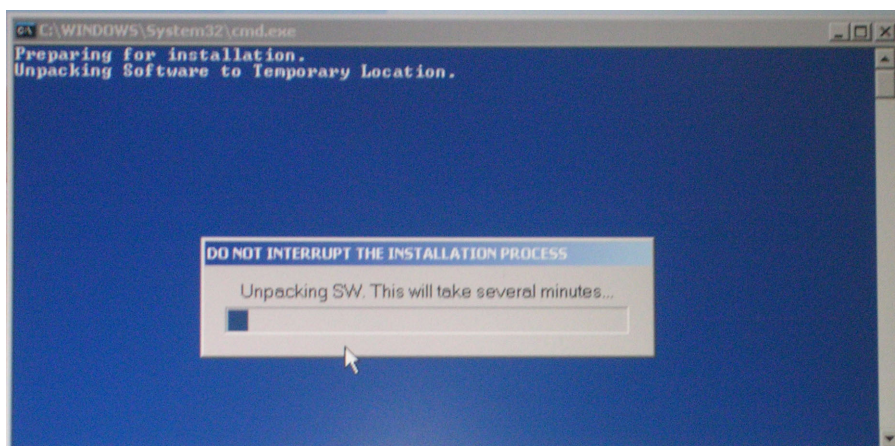 C:\WINDOWS\System32\cmd.exe
Preparing for installation.
Unpacking Software to Temporary Location.
DO NOT INTERRUPT THE INSTALLATION PROCESS
Unpacking SW. This will take several minutes...